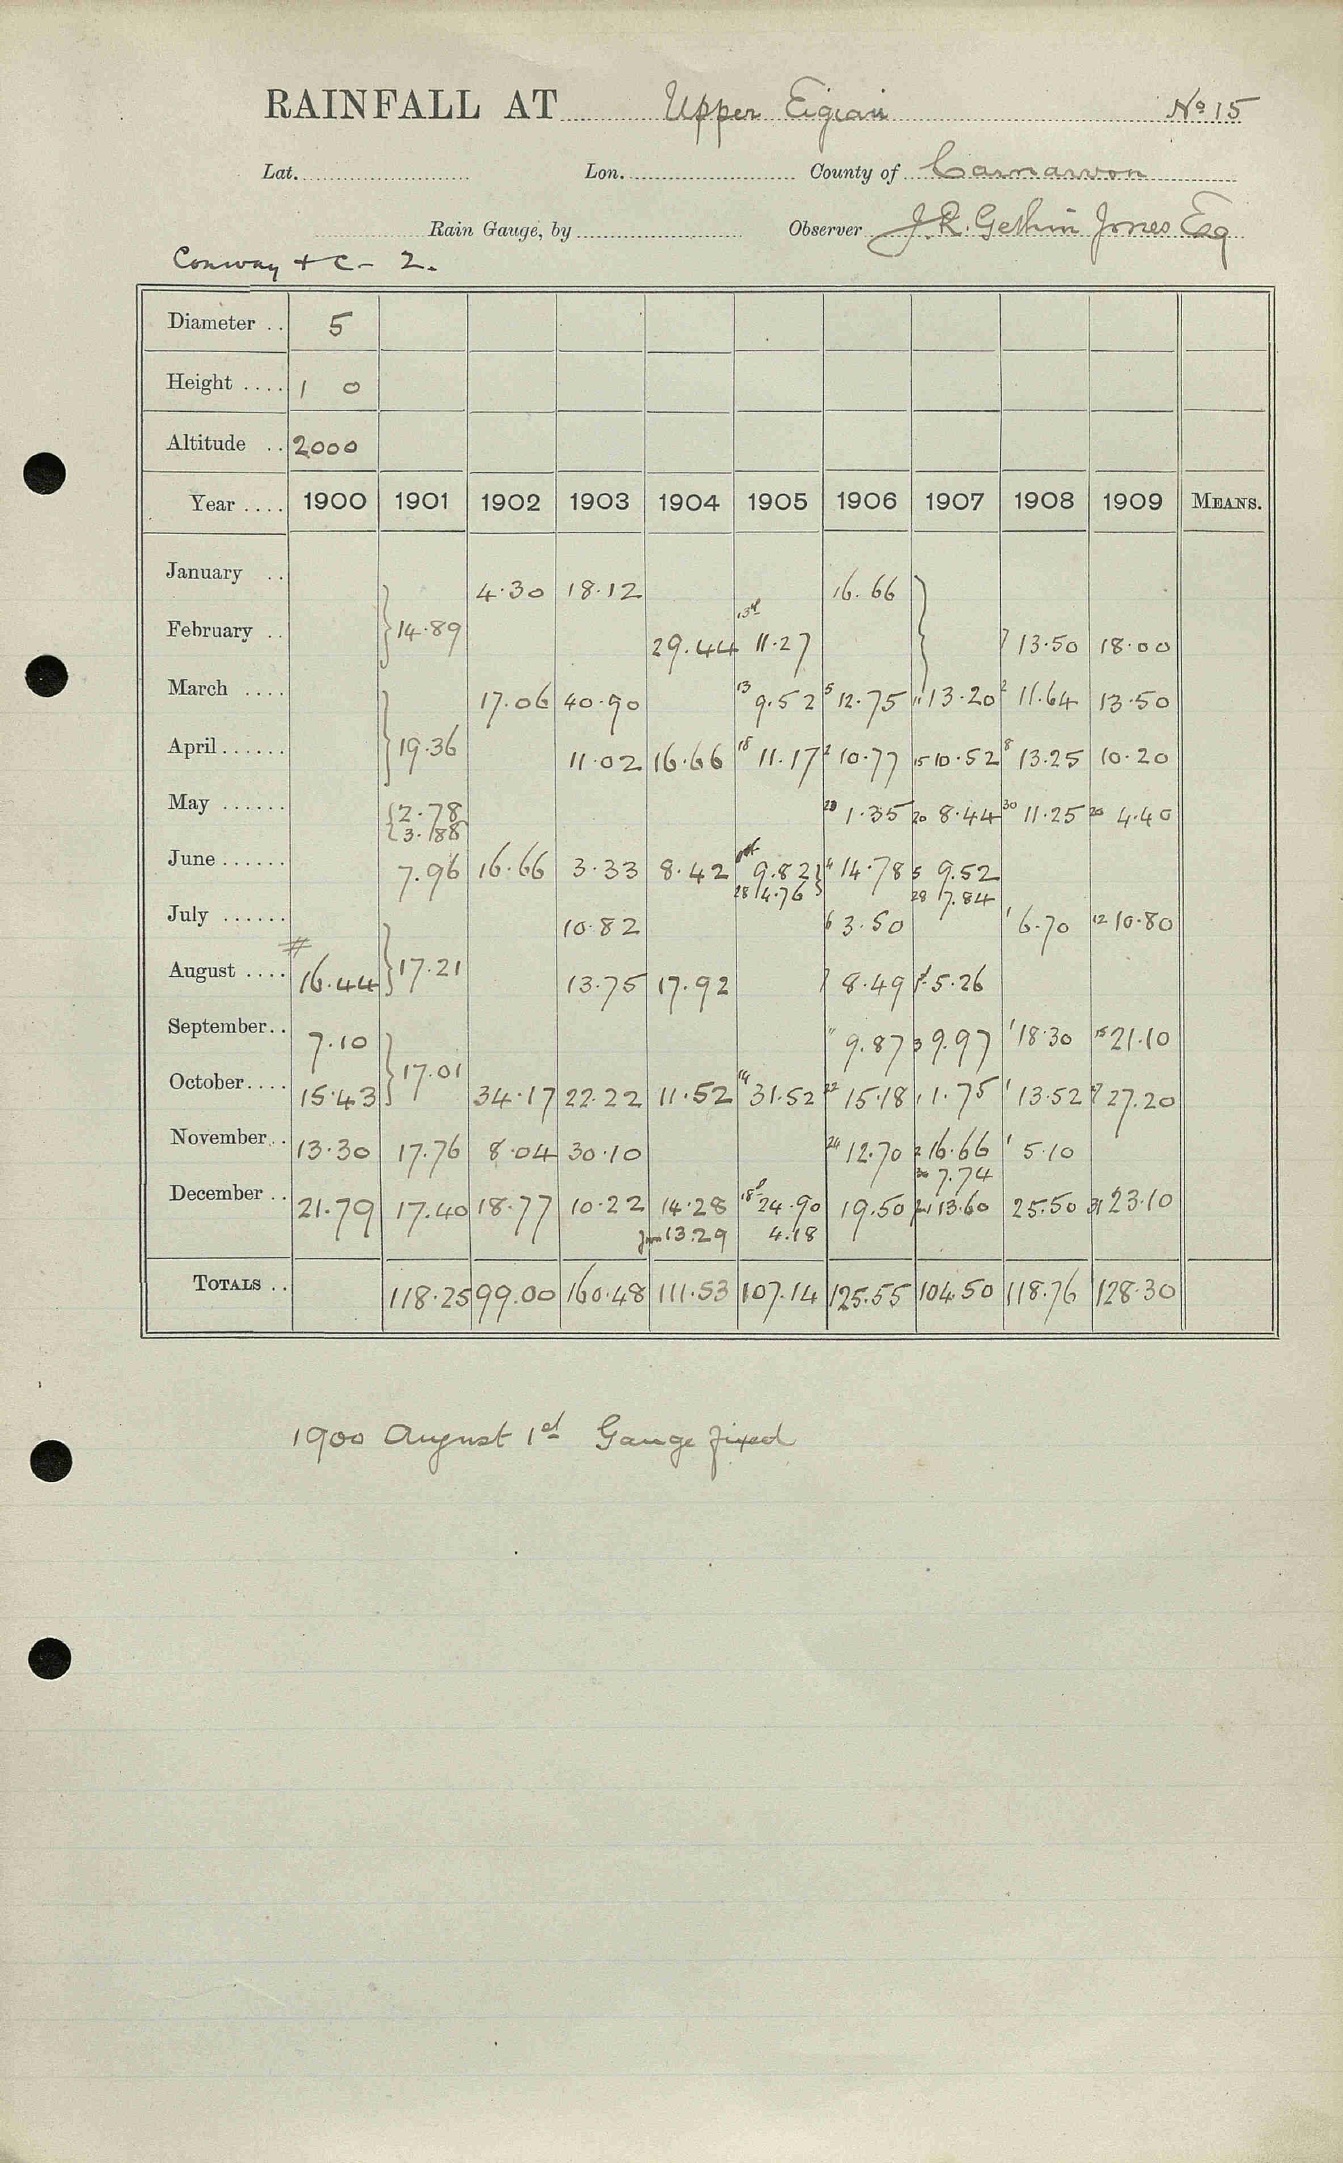 RAINFALL AT Upper Eigiau No 15
Lat. Lon. County of Carnarvon
Rain Gauge, by Observer J. R. Gethin Jones Esq
Conway + C - 2.
Diameter .. 5
Height .... 1 0
Altitude .. 2000
Year .... 1900 1901 1902 1903 1904 1905 1906 1907 1908 1909 MEANS.
January .. 4.30 18.12 16.66
February .. 14.89 29.44 13th 11.27 7 13.50 18.00
March .... 17.06 40.90 13 9.52 5 12.75 11 13.20 2 11.64 13.50
April...... 19.36 11.02 16.66 18 11.17 2 10.77 15 10.52 8 13.25 10.20
May ...... 2.78 20 1.35 20 8.44 30 11.25 20 4.40
3.88
June ...... 7.96 16.66 3.33 8.42 1st 9.82 4 14.78 5 9.52
28 4.76 28 7.84
July ...... 10.82 6 3.50 1 6.70 12 10.80
#
August .... 16.44 17.21 13.75 17.92 7 8.49 5.26
September.. 7.10 11 9.87 3 9.97 1 18.30 15 21.10
October.... 15.43 17.01 34.17 22.22 11.52 14 31.52 22 15.18 1 1.75 1 13.52 27.20
November.. 13.30 17.76 8.04 30.10 24 12.70 2 16.66 1 5.10
30 7.74
December .. 21.79 17.40 18.77 10.22 14.28 18th 24.90 19.50 21 13.60 25.50 31 23.10
Jan 13.29 4.18
TOTALS .. 118.25 99.00 160.48 111.53 107.14 125.55 104.50 118.76 128.30
1900 August 1st Gauge fixed